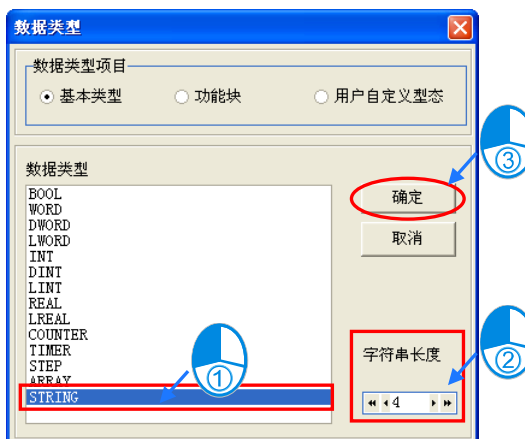 数据类型
数据类型项目
基本类型 功能块 用户自定义型态
③
数据类型
BOOL
WORD
DWORD
LWORD
INT
DINT
LINT
REAL
LREAL
COUNTER
TIMER
STEP
ARRAY
STRING
①
确定
取消
字符串长度
4
②